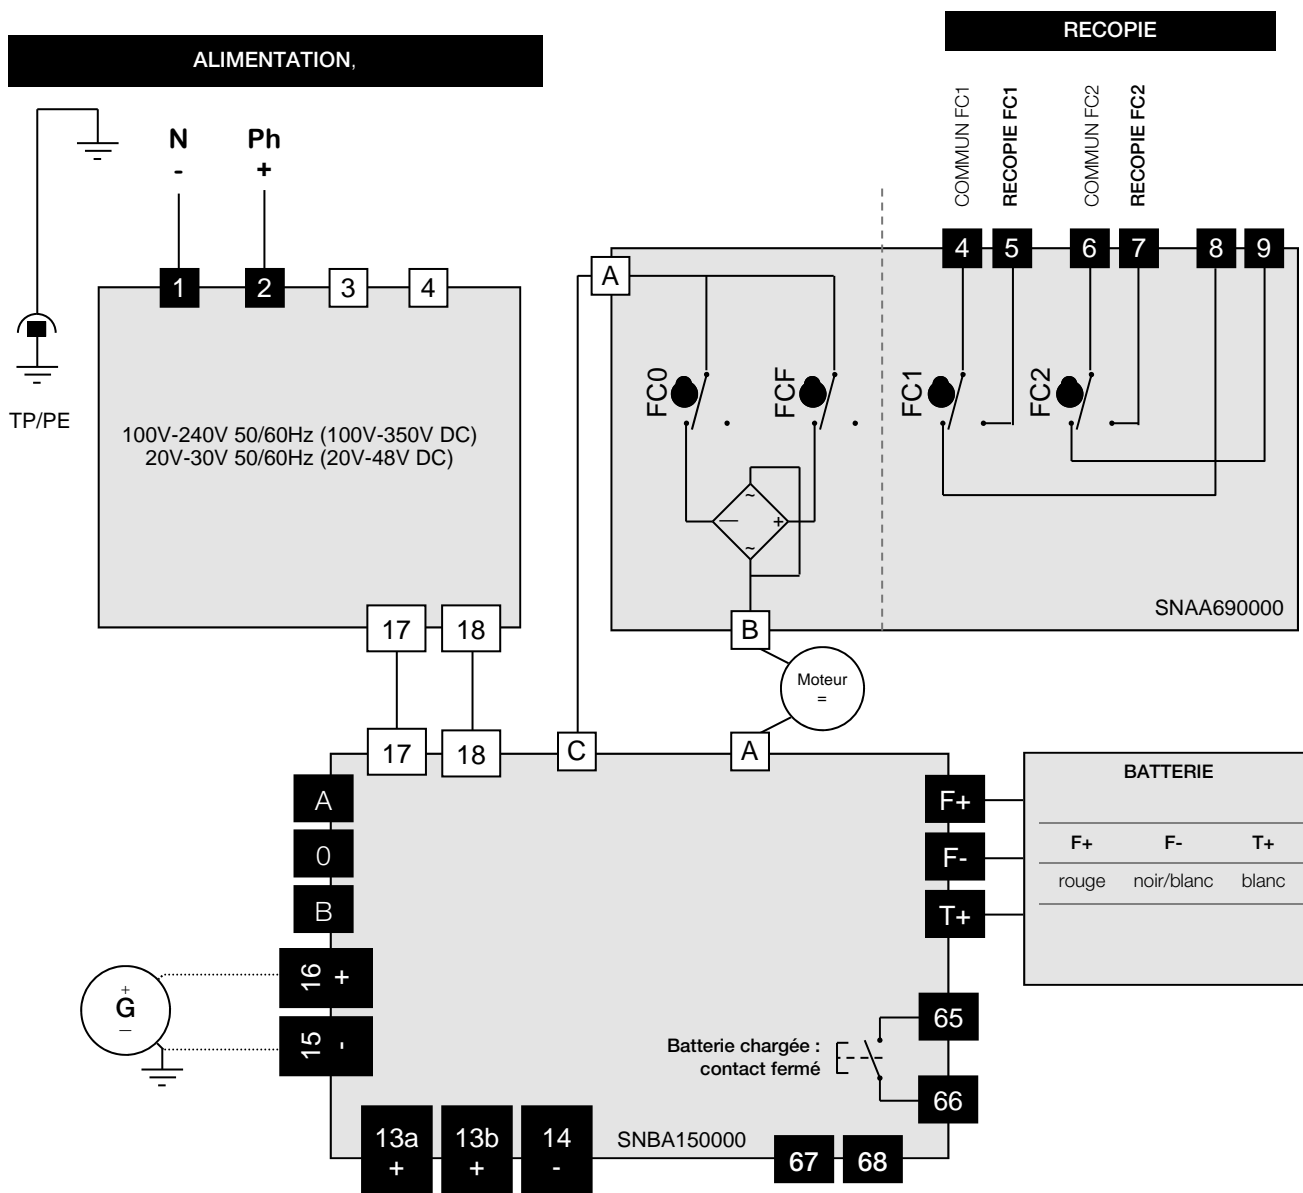 RECOPIE
ALIMENTATION,
COMMUN FC1
RECOPIE FC1
COMMUN FC2
RECOPIE FC2
N
-
Ph
+
1
2
3
4
TP/PE
100V-240V 50/60Hz (100V-350V DC)
20V-30V 50/60Hz (20V-48V DC)
17
18
A
4
5
6
7
8
9
FC0
FCF
FC1
FC2
~
—
+
~
SNAA690000
B
Moteur
=
17
18
C
A
A
0
B
16 +
15 -
+
G
—
F+
F-
T+
BATTERIE
F+ F- T+
rouge noir/blanc blanc
65
Batterie chargée :
contact fermé
66
13a
+
13b
+
14
-
SNBA150000
67
68